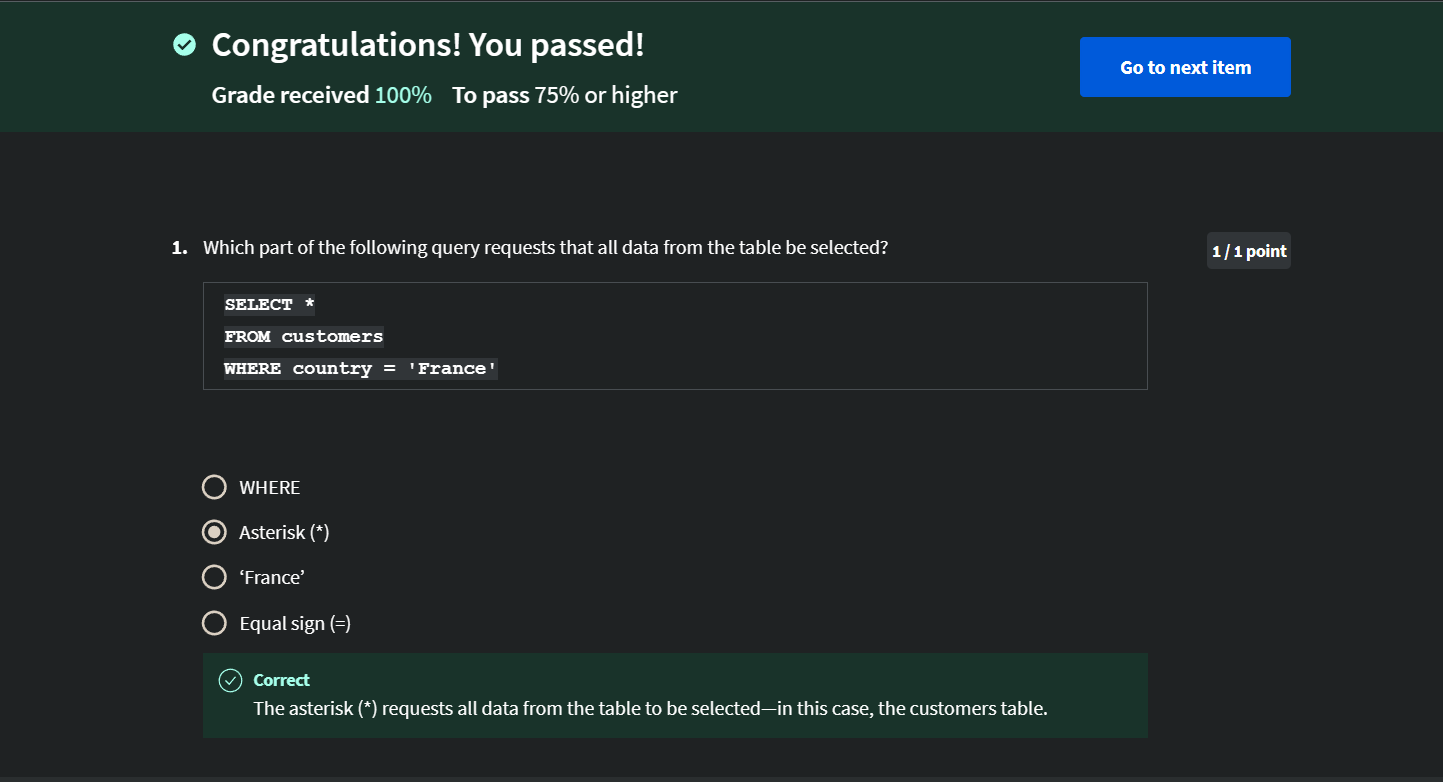 Congratulations! You passed!
Go to next item
Grade received 100% To pass 75% or higher
1. Which part of the following query requests that all data from the table be selected?
1 / 1 point
SELECT *
FROM customers
WHERE country = 'France'
WHERE
Asterisk (*)
‘France’
Equal sign (=)
Correct
The asterisk (*) requests all data from the table to be selected—in this case, the customers table.